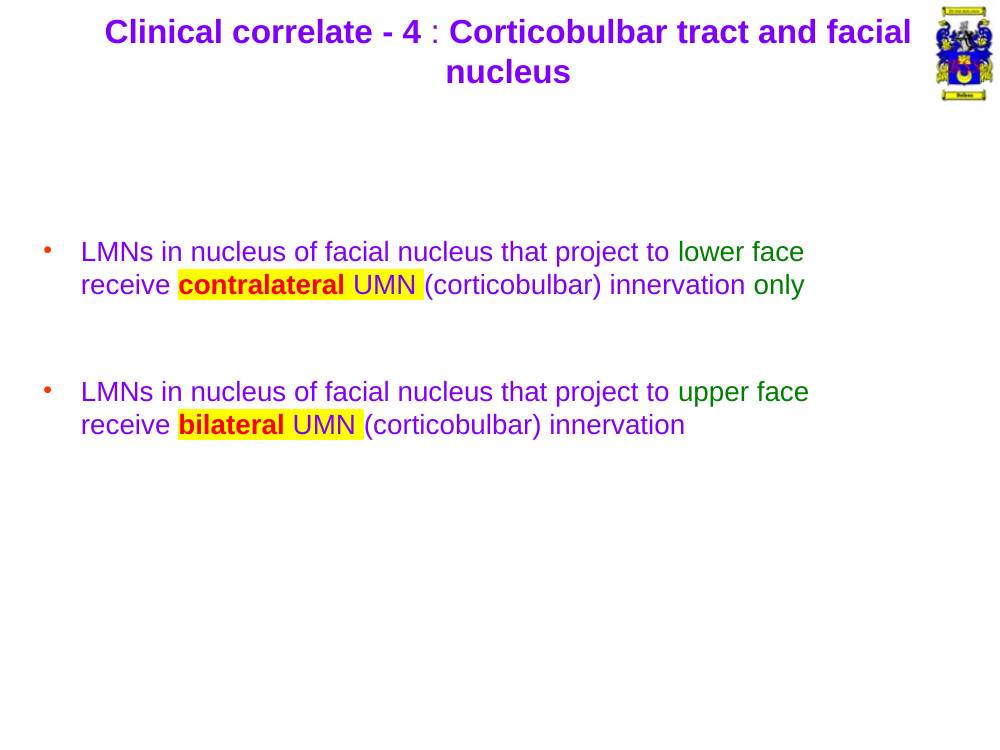 Clinical correlate - 4 : Corticobulbar tract and facial
nucleus
• LMNs in nucleus of facial nucleus that project to lower face
receive contralateral UMN (corticobulbar) innervation only
• LMNs in nucleus of facial nucleus that project to upper face
receive bilateral UMN (corticobulbar) innervation